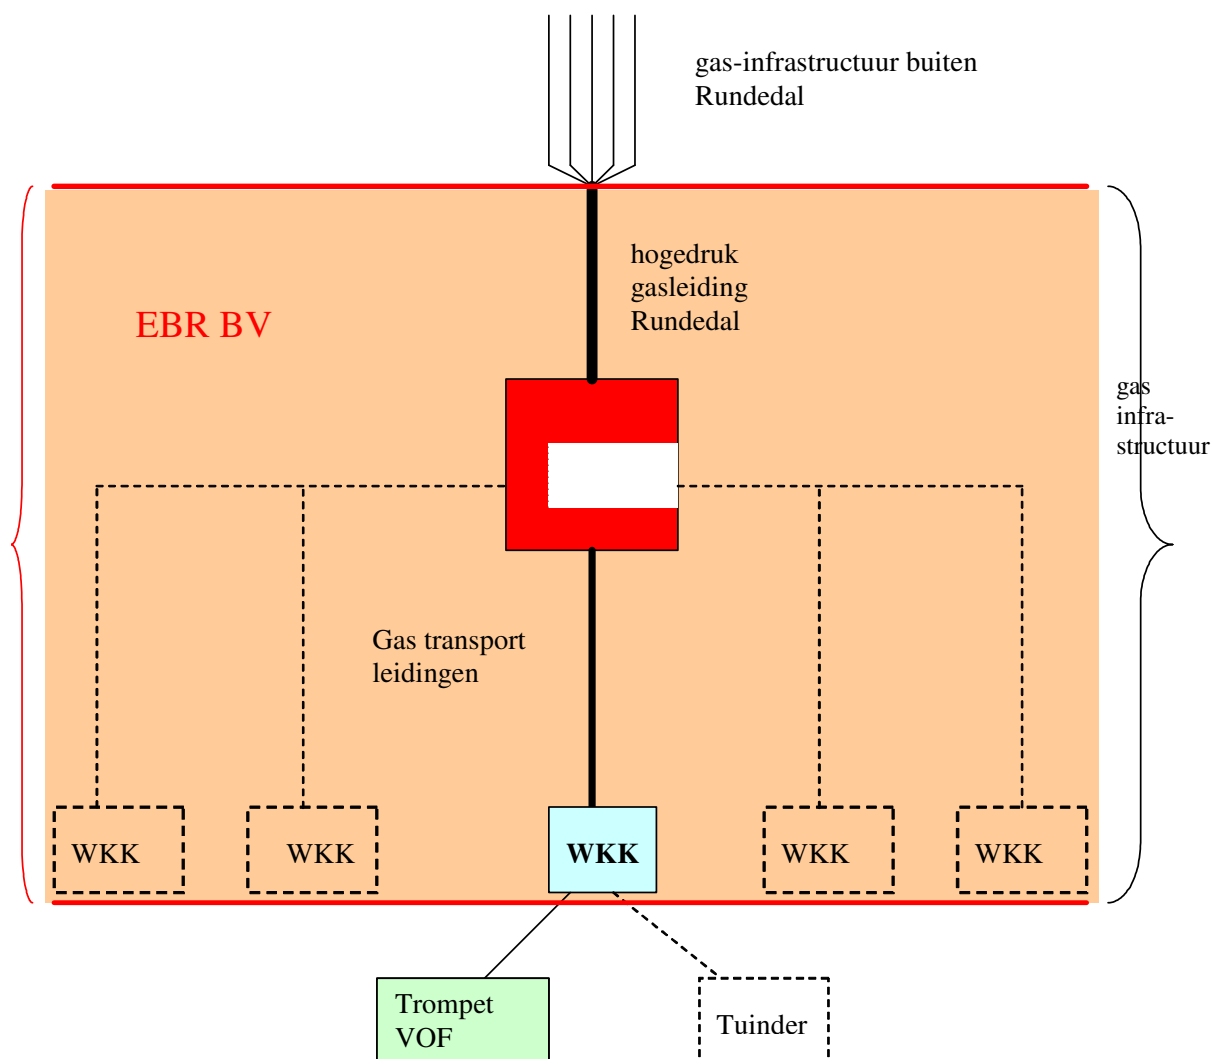 gas-infrastructuur buiten
Rundedal
hogedruk
gasleiding
Rundedal
EBR BV
gas
infra-
structuur
Gas transport
leidingen
WKK
WKK
WKK
WKK
WKK
Trompet
VOF
Tuinder